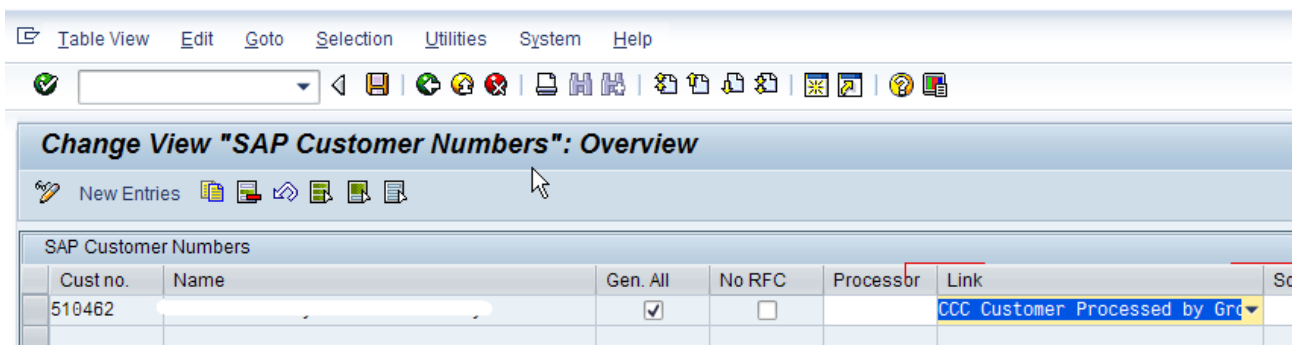 Table View Edit Goto Selection Utilities System Help
Change View "SAP Customer Numbers": Overview
New Entries
SAP Customer Numbers
Cust no. Name Gen. All No RFC Processor Link
510462 CCC Customer Processed by